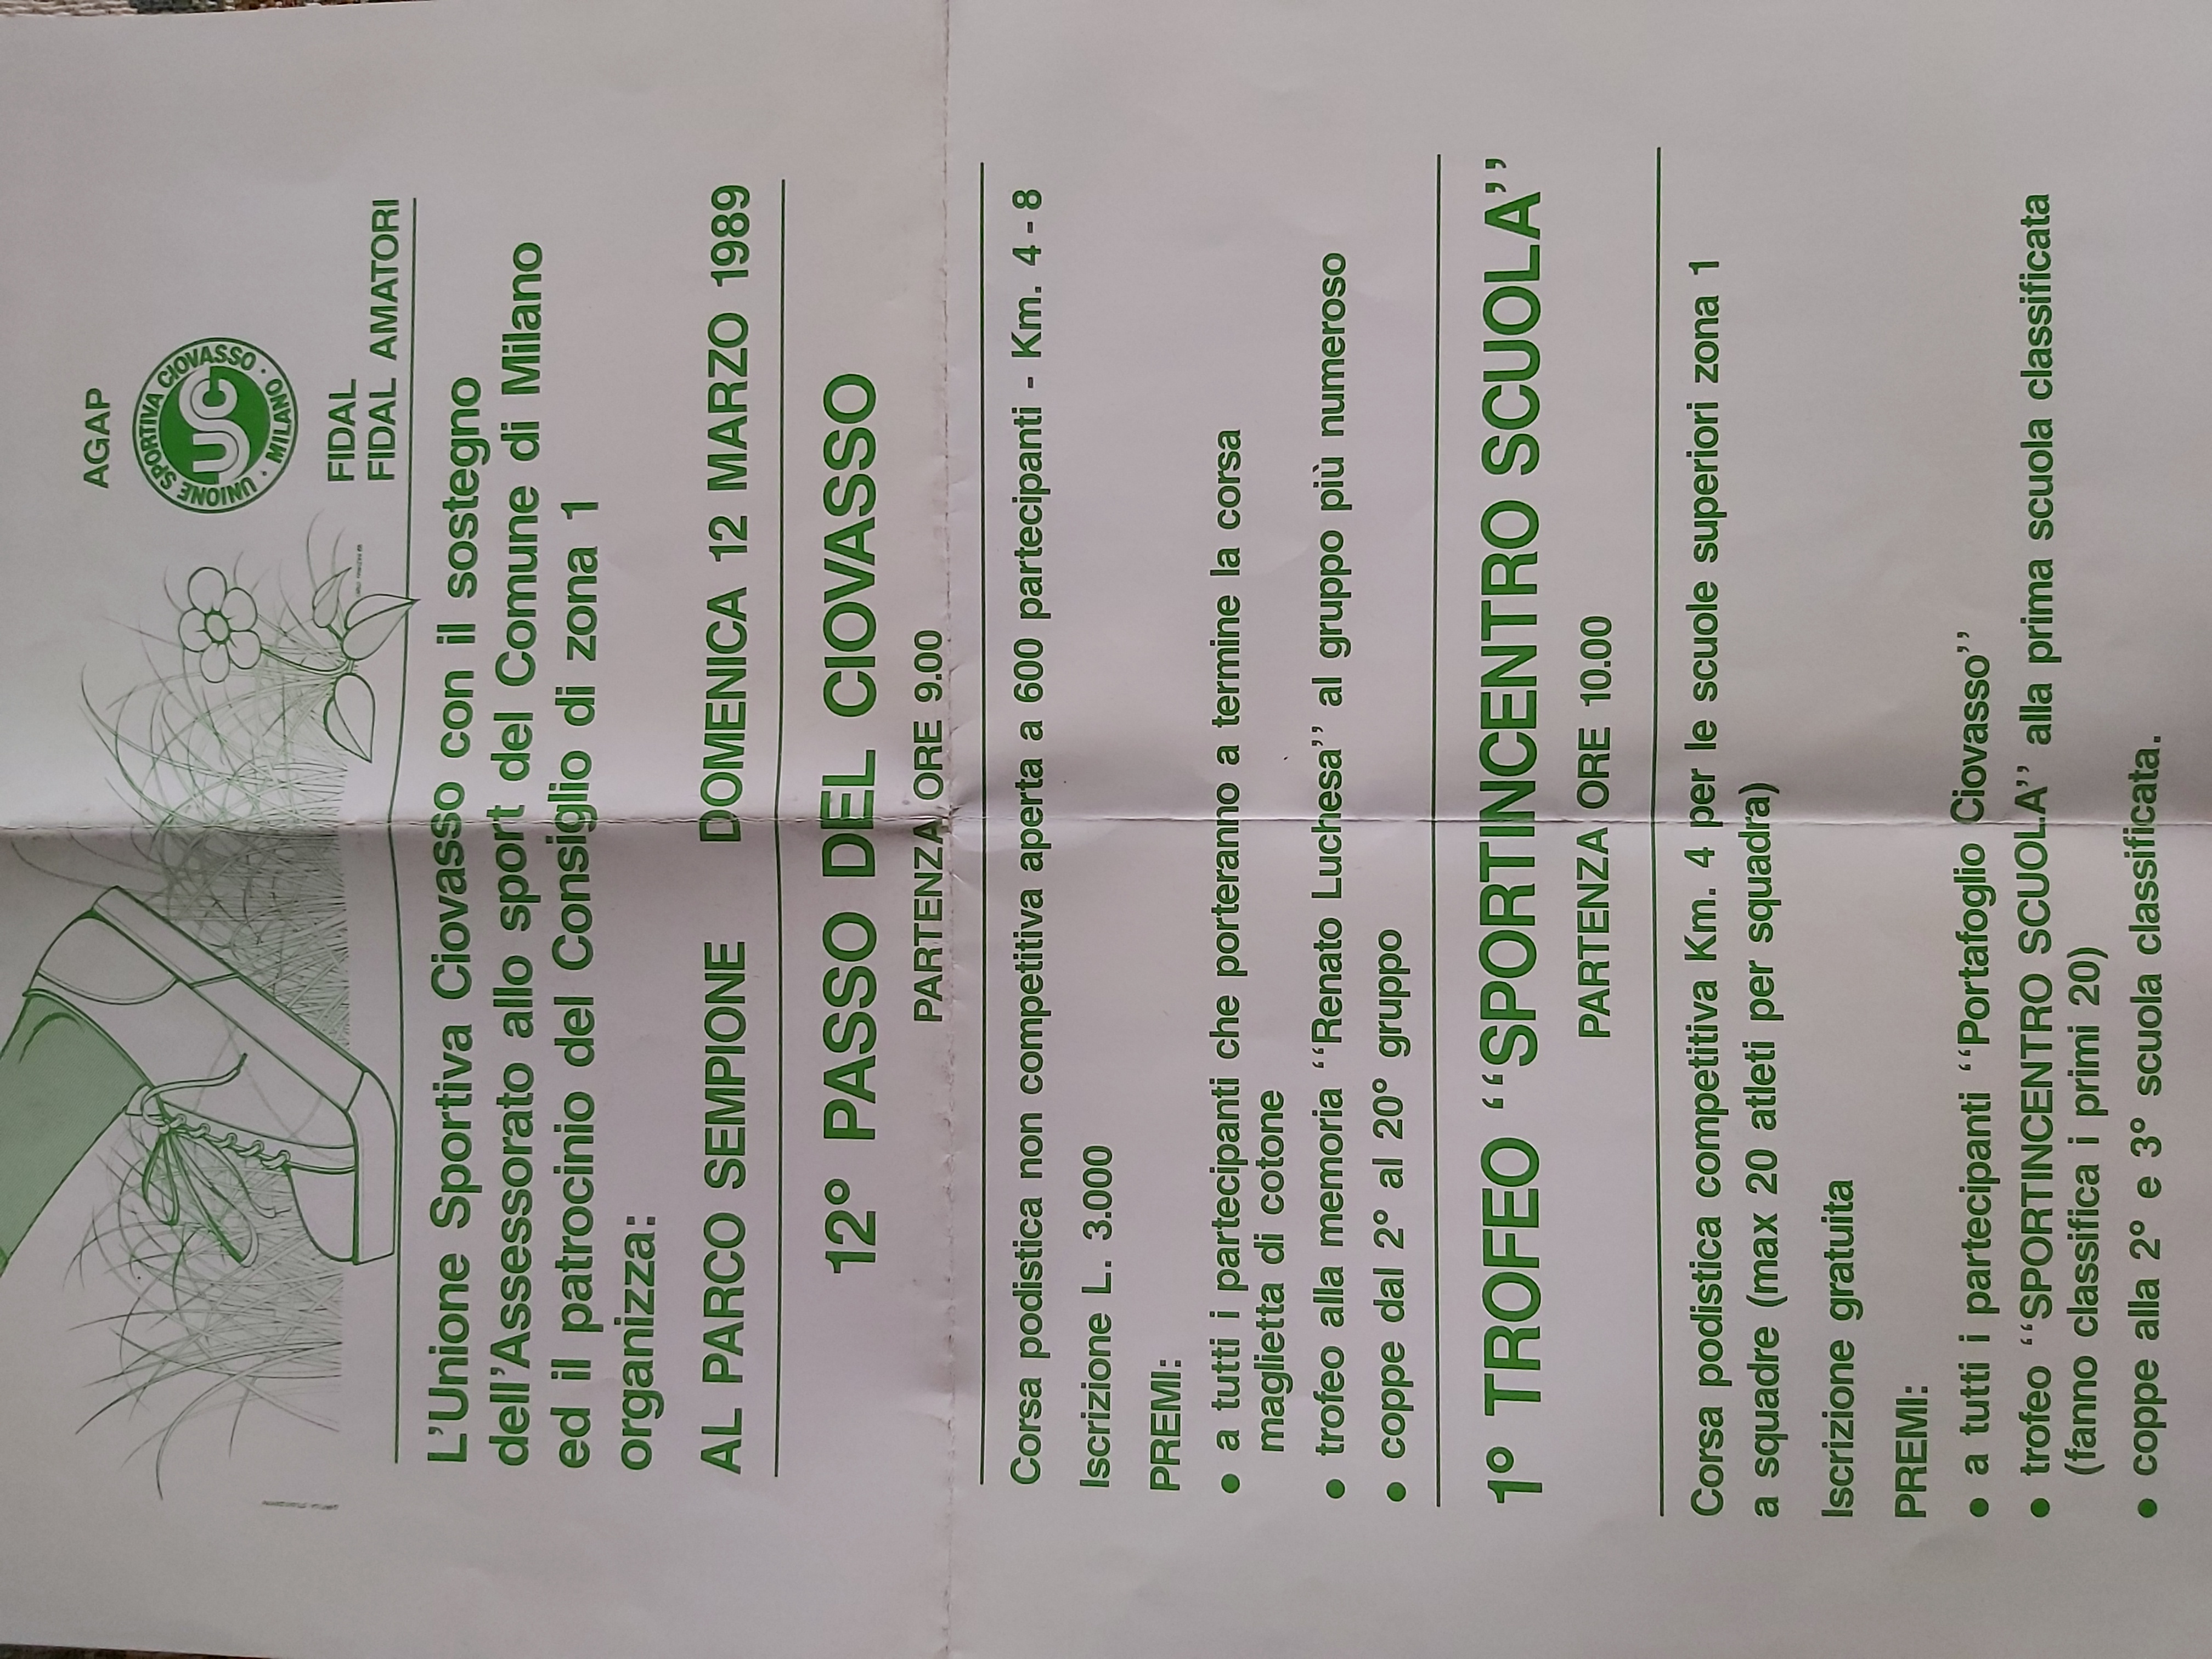 AGAP
UNIONE SPORTIVA CIOVASSO · MILANO ·
USC
FIDAL
FIDAL AMATORI
L'Unione Sportiva Ciovasso con il sostegno
dell'Assessorato allo sport del Comune di Milano
ed il patrocinio del Consiglio di zona 1
organizza:
AL PARCO SEMPIONE DOMENICA 12 MARZO 1989
12° PASSO DEL CIOVASSO
PARTENZA ORE 9.00
Corsa podistica non competitiva aperta a 600 partecipanti - Km. 4 - 8
Iscrizione L. 3.000
PREMI:
● a tutti i partecipanti che porteranno a termine la corsa
maglietta di cotone
● trofeo alla memoria ‘‘Renato Luchesa’’ al gruppo più numeroso
● coppe dal 2° al 20° gruppo
1° TROFEO ‘‘SPORTINCENTRO SCUOLA’’
PARTENZA ORE 10.00
Corsa podistica competitiva Km. 4 per le scuole superiori zona 1
a squadre (max 20 atleti per squadra)
Iscrizione gratuita
PREMI:
● a tutti i partecipanti ‘‘Portafoglio Ciovasso’’
● trofeo ‘‘SPORTINCENTRO SCUOLA’’ alla prima scuola classificata
(fanno classifica i primi 20)
● coppe alla 2° e 3° scuola classificata.